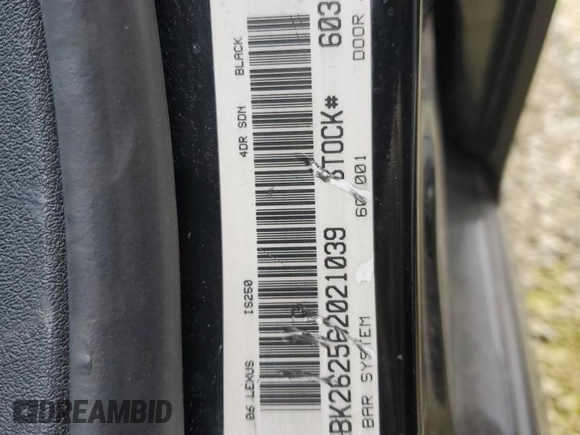 06 LEXUS IS250 4DR SDN BLACK
BK262562021039 STOCK# 603
BAR SYSTEM 60 001 DOOR
DREAMBID